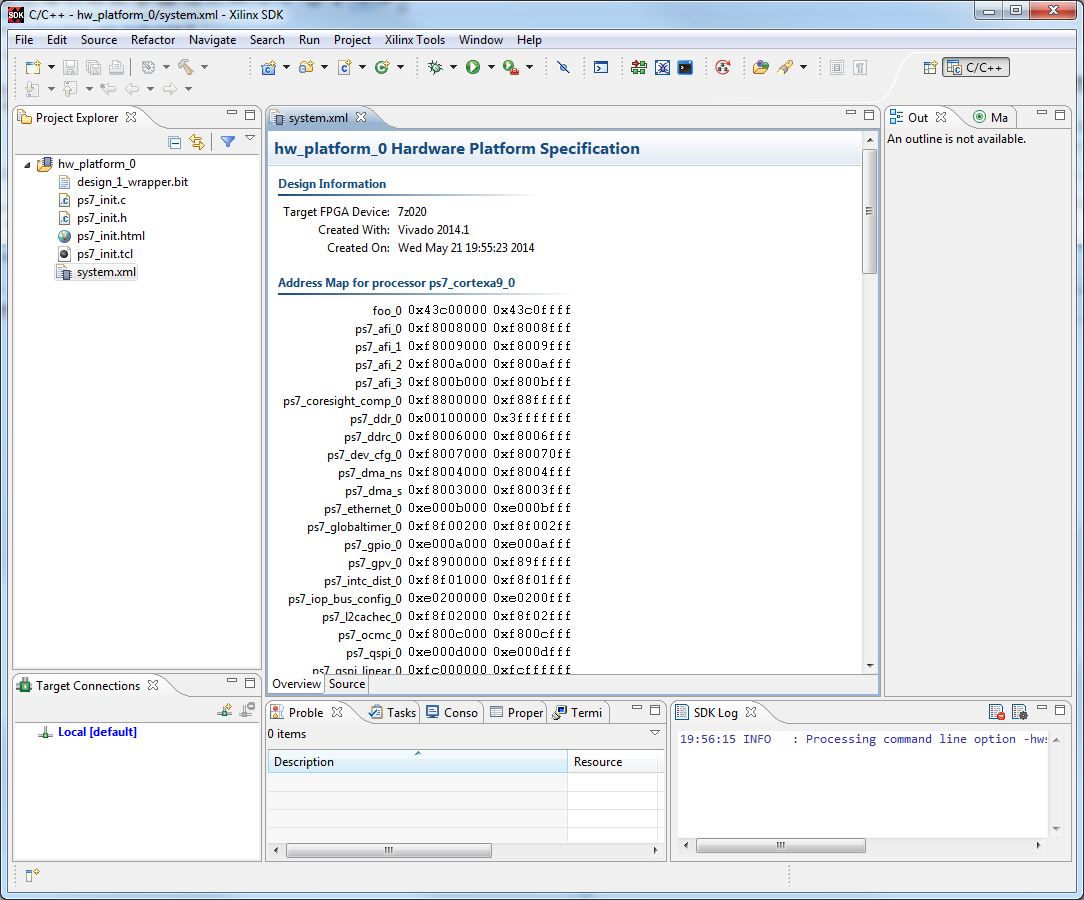 C/C++ - hw_platform_0/system.xml - Xilinx SDK
File Edit Source Refactor Navigate Search Run Project Xilinx Tools Window Help
C/C++
Project Explorer
hw_platform_0
design_1_wrapper.bit
ps7_init.c
ps7_init.h
ps7_init.html
ps7_init.tcl
system.xml
system.xml
hw_platform_0 Hardware Platform Specification
Design Information
Target FPGA Device: 7z020
Created With: Vivado 2014.1
Created On: Wed May 21 19:55:23 2014
Address Map for processor ps7_cortexa9_0
foo_0 0x43c00000 0x43c0ffff
ps7_afi_0 0xf8008000 0xf8008fff
ps7_afi_1 0xf8009000 0xf8009fff
ps7_afi_2 0xf800a000 0xf800afff
ps7_afi_3 0xf800b000 0xf800bfff
ps7_coresight_comp_0 0xf8800000 0xf88fffff
ps7_ddr_0 0x00100000 0x3fffffff
ps7_ddrc_0 0xf8006000 0xf8006fff
ps7_dev_cfg_0 0xf8007000 0xf80070ff
ps7_dma_ns 0xf8004000 0xf8004fff
ps7_dma_s 0xf8003000 0xf8003fff
ps7_ethernet_0 0xe000b000 0xe000bfff
ps7_globaltimer_0 0xf8f00200 0xf8f002ff
ps7_gpio_0 0xe000a000 0xe000afff
ps7_gpv_0 0xf8900000 0xf89fffff
ps7_intc_dist_0 0xf8f01000 0xf8f01fff
ps7_iop_bus_config_0 0xe0200000 0xe0200fff
ps7_l2cachec_0 0xf8f02000 0xf8f02fff
ps7_ocmc_0 0xf800c000 0xf800cfff
ps7_qspi_0 0xe000d000 0xe000dfff
ps7_qspi_linear_0 0xfc000000 0xfcffffff
Overview Source
Out Ma
An outline is not available.
Target Connections
Local [default]
Proble Tasks Conso Proper Termi
0 items
Description Resource
SDK Log
19:56:15 INFO : Processing command line option -hws